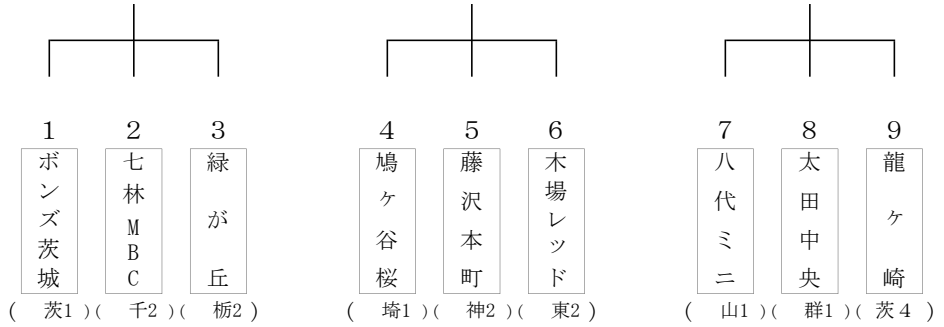 1 2 3 4 5 6 7 8 9
ボンズ茨城
七林MBC
緑が丘
鳩ヶ谷桜
藤沢本町
木場レッド
八代ミニ
太田中央
龍ヶ崎
( 茨1 )( 千2 )( 栃2 ) ( 埼1 )( 神2 )( 東2 ) ( 山1 )( 群1 )( 茨4 )